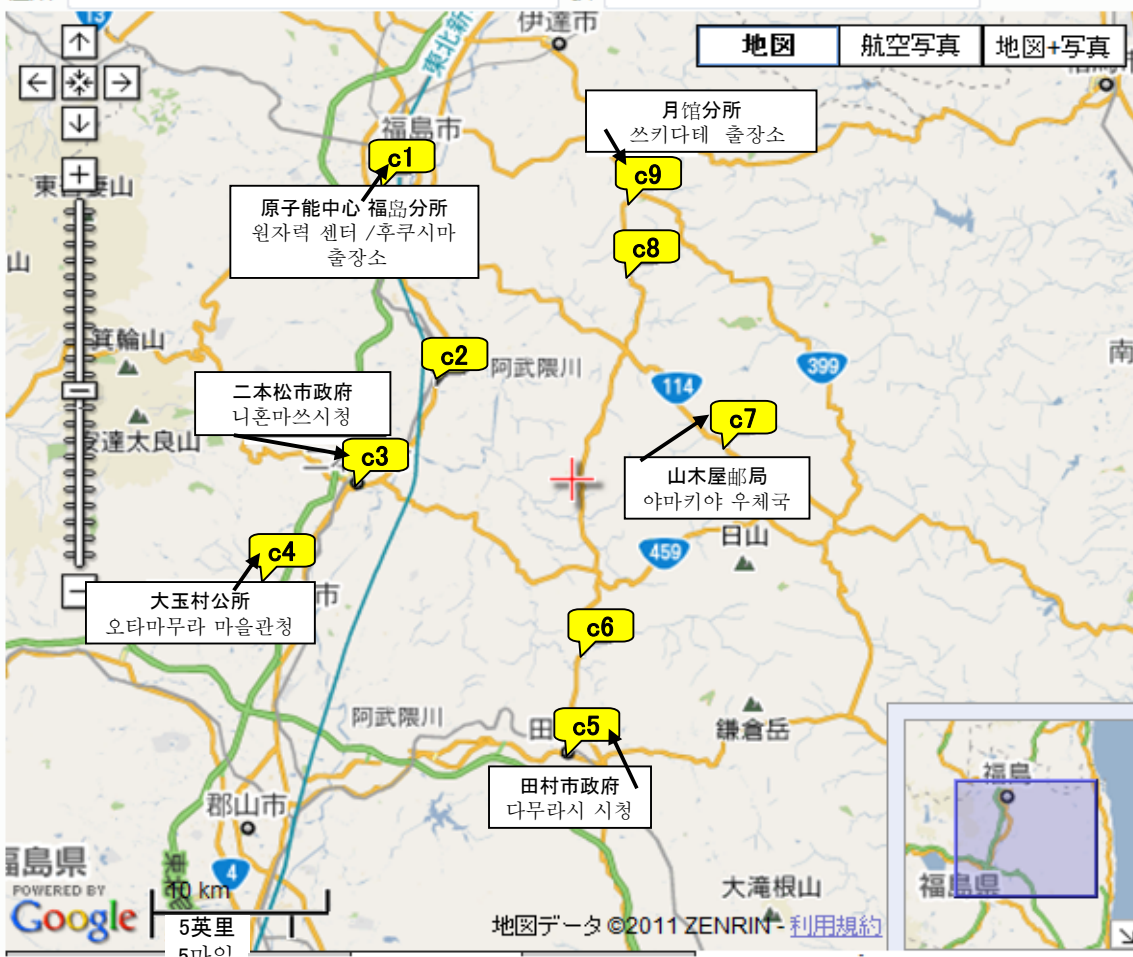 伊達市
13
東北新
地図
航空写真
地図+写真
福島市
月馆分所
쓰키다테 출장소
c1
c9
原子能中心 福岛分所
원자력 센터 /후쿠시마
출장소
山
c8
箕輪山
c2
阿武隈川
399
南
114
二本松市政府
니혼마쓰시청
安達太良山
c7
c3
山木屋邮局
야마키야 우체국
日山
459
c4
大玉村公所
오타마무라 마을관청
市
c6
阿武隈川
田
c5
鎌倉岳
田村市政府
다무라시 시청
福島
郡山市
福島県
4
東北
10 km
大滝根山
福島県
POWERED BY
Google
5英里
5마일
地図データ ©2011 ZENRIN - 利用規約